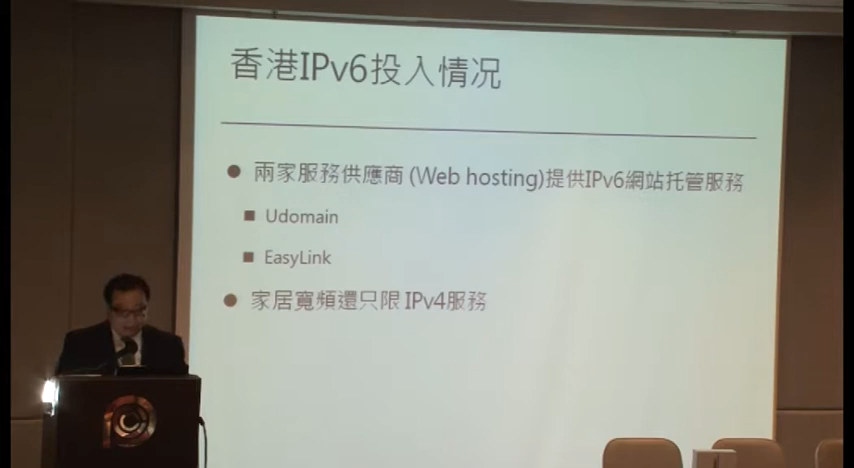 香港IPv6投入情况
● 兩家服務供應商 (Web hosting)提供IPv6網站托管服務
■ Udomain
■ EasyLink
● 家居寬頻還只限 IPv4服務